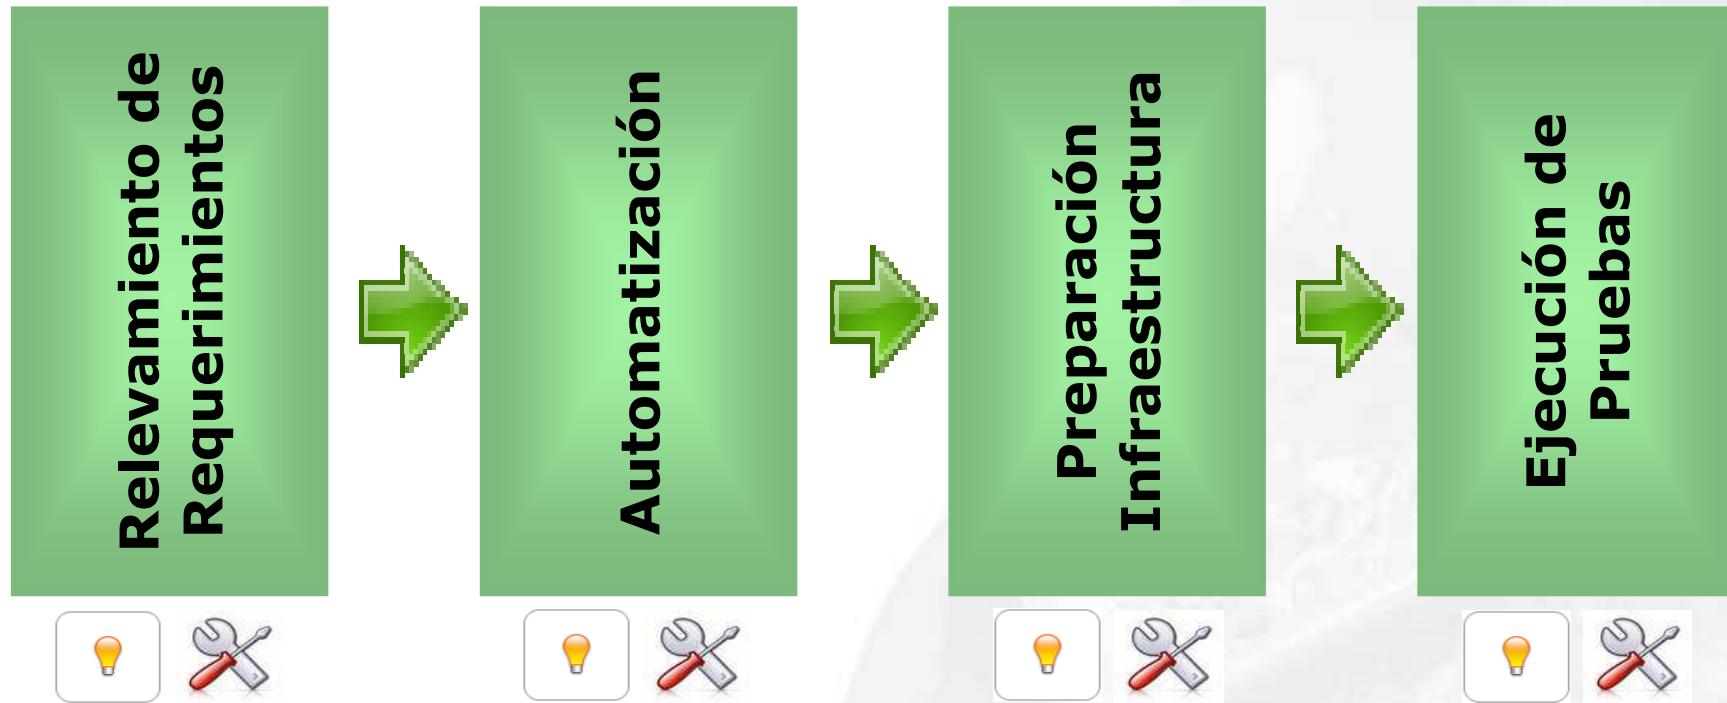 Relevamiento de
Requerimientos
Automatización
Preparación
Infraestructura
Ejecución de
Pruebas